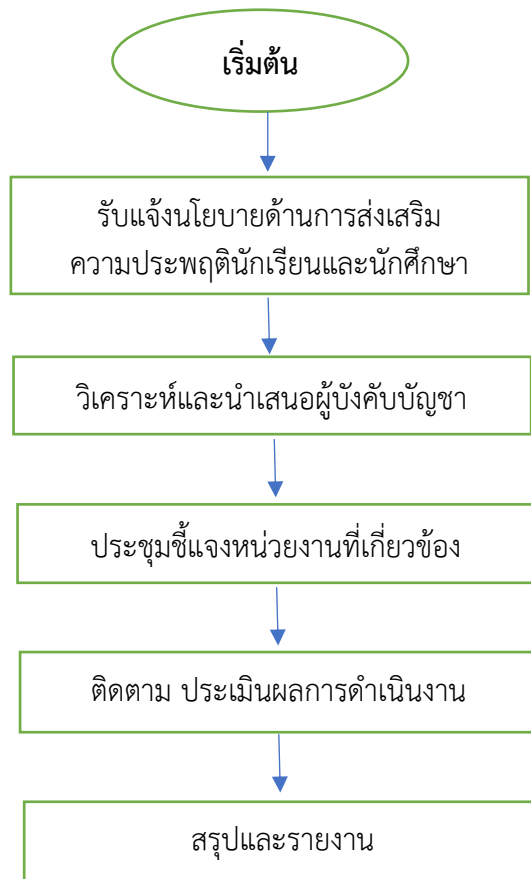 เริ่มต้น
รับแจ้งนโยบายด้านการส่งเสริม
ความประพฤตินักเรียนและนักศึกษา
วิเคราะห์และนำเสนอผู้บังคับบัญชา
ประชุมชี้แจงหน่วยงานที่เกี่ยวข้อง
ติดตาม ประเมินผลการดำเนินงาน
สรุปและรายงาน